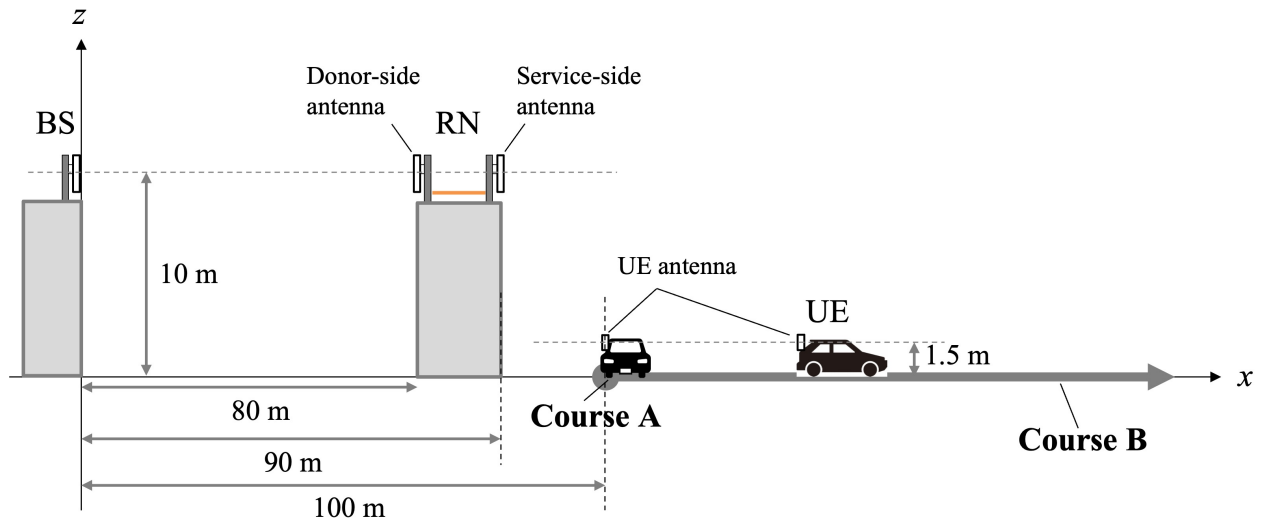 z
Donor-side
antenna
Service-side
antenna
BS
RN
10 m
UE antenna
UE
1.5 m
x
80 m
Course A
Course B
90 m
100 m